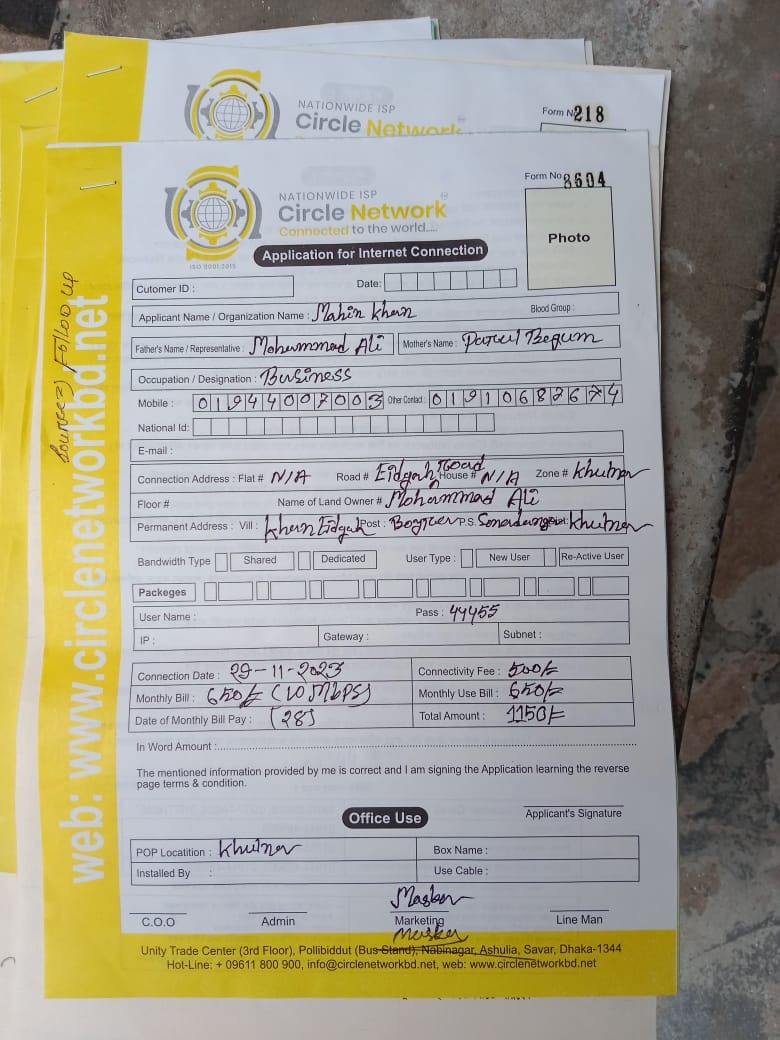 NATIONWIDE ISP
Circle Network
Form N218
NATIONWIDE ISP
Circle Network
Connected to the world....
ISO 9001:2015
Form No 8604
Photo
Application for Internet Connection
Cutomer ID :
Date:
Applicant Name / Organization Name : Mahin Khan
Blood Group :
Father's Name / Representative : Mohammad Ali
Mother's Name : Parul Begum
Occupation / Designation : Business
Mobile : 01944007003 Other Contact : 01910682674
National Id:
E-mail :
Connection Address : Flat # N/A Road # Eidgah Road House # N/A Zone # Khulna
Floor # Name of Land Owner # Mohammad Ali
Permanent Address : Vill : Khan Eidgah Post : P.S. Khulna
Bandwidth Type Shared Dedicated User Type : New User Re-Active User
Packeges
User Name : Pass : 44455
IP : Gateway : Subnet :
Connection Date : 29-11-2023 Connectivity Fee : 500/=
Monthly Bill : 650/= (10 Mbps) Monthly Use Bill : 650/=
Date of Monthly Bill Pay : (28) Total Amount : 1150/=
In Word Amount :
The mentioned information provided by me is correct and I am signing the Application learning the reverse
page terms & condition.
Applicant's Signature
Office Use
POP Locatition : Khulna Box Name :
Installed By : Use Cable :
C.O.O Admin Marketing Line Man
Unity Trade Center (3rd Floor), Pollibiddut (Bus Stand), Nabinagar, Ashulia, Savar, Dhaka-1344
Hot-Line: + 09611 800 900, info@circlenetworkbd.net, web: www.circlenetworkbd.net
web: www.circlenetworkbd.net
Follow up